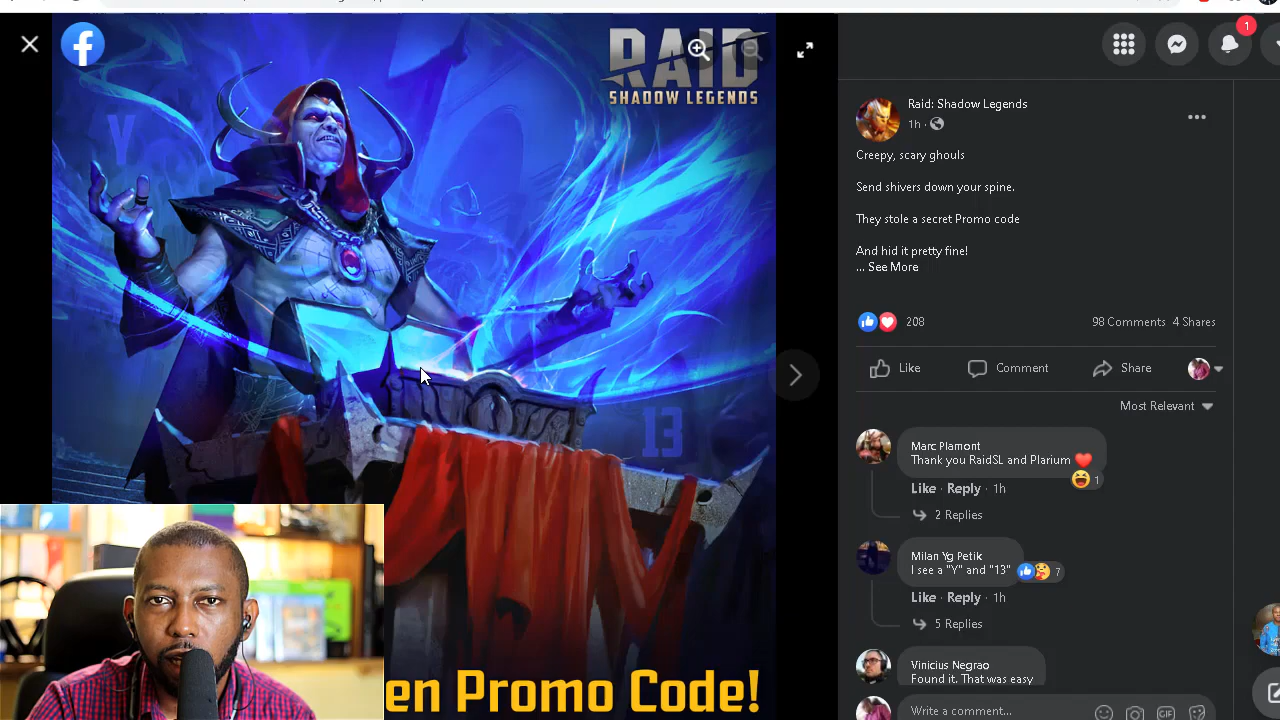 RAID
SHADOW LEGENDS
Y
13
en Promo Code!
1
Raid: Shadow Legends
1h ·
Creepy, scary ghouls
Send shivers down your spine.
They stole a secret Promo code
And hid it pretty fine!
... See More
208
98 Comments 4 Shares
Like
Comment
Share
Most Relevant
Marc Plamont
Thank you RaidSL and Plarium
1
Like · Reply · 1h
2 Replies
Milan Yg Petik
I see a "Y" and "13"
7
Like · Reply · 1h
5 Replies
Vinicius Negrao
Found it. That was easy
Write a comment...
GIF